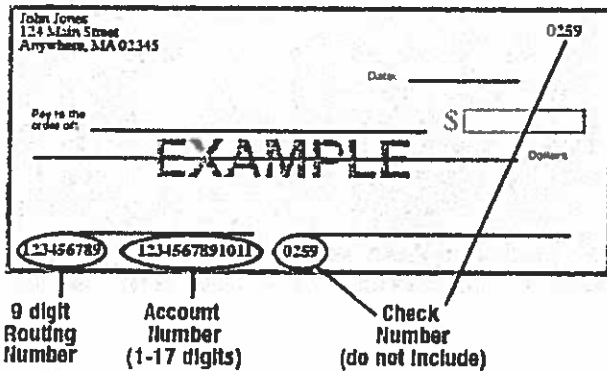 John Jones
124 Main Street
Anywhere, MA 02345
0259
Date:
Pay to the
order of:
$
EXAMPLE
Dollars
123456789
1234567891011
0259
9 digit
Routing
Number
Account
Number
(1-17 digits)
Check
Number
(do not include)